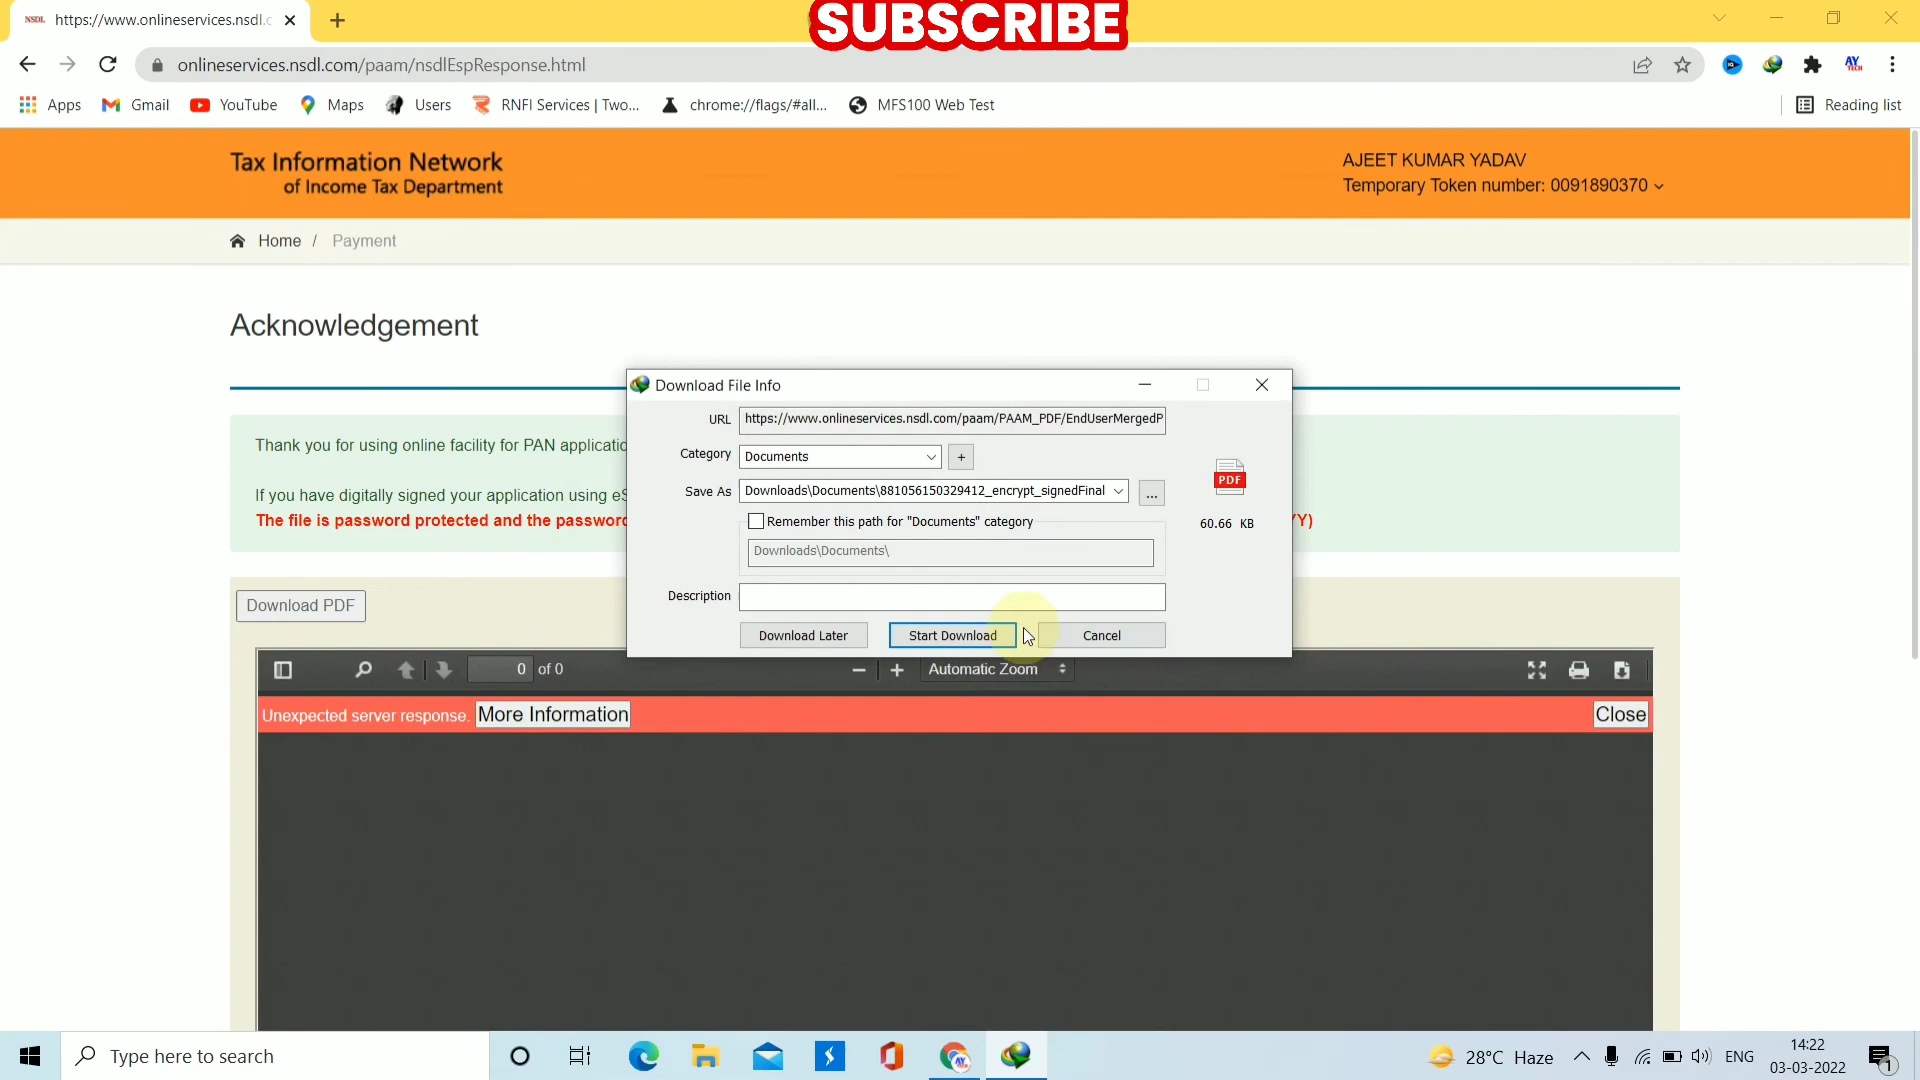 SUBSCRIBE
NSDL https://www.onlineservices.nsdl.c
onlineservices.nsdl.com/paam/nsdlEspResponse.html
Apps Gmail YouTube Maps Users RNFI Services | Two... chrome://flags/#all... MFS100 Web Test Reading list
Tax Information Network
of Income Tax Department
AJEET KUMAR YADAV
Temporary Token number: 0091890370
Home / Payment
Acknowledgement
Thank you for using online facility for PAN applicatio
If you have digitally signed your application using eS
The file is password protected and the password
YY)
Download File Info
URL https://www.onlineservices.nsdl.com/paam/PAAM_PDF/EndUserMergedP
Category Documents +
Save As Downloads\Documents\881056150329412_encrypt_signedFinal ...
PDF
60.66 KB
Remember this path for "Documents" category
Downloads\Documents\
Description
Download Later Start Download Cancel
Download PDF
0 of 0 Automatic Zoom
Unexpected server response. More Information Close
Type here to search
28°C Haze ENG
14:22
03-03-2022
1